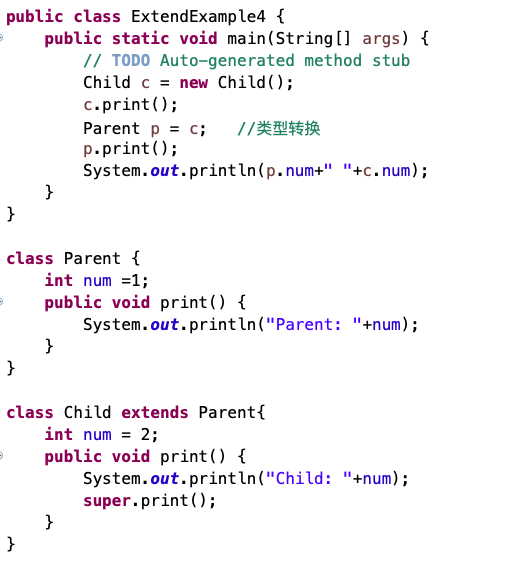 public class ExtendExample4 {
    public static void main(String[] args) {
        // TODO Auto-generated method stub
        Child c = new Child();
        c.print();
        Parent p = c;   //类型转换
        p.print();
        System.out.println(p.num+" "+c.num);
    }
}

class Parent {
    int num =1;
    public void print() {
        System.out.println("Parent: "+num);
    }
}

class Child extends Parent{
    int num = 2;
    public void print() {
        System.out.println("Child: "+num);
        super.print();
    }
}